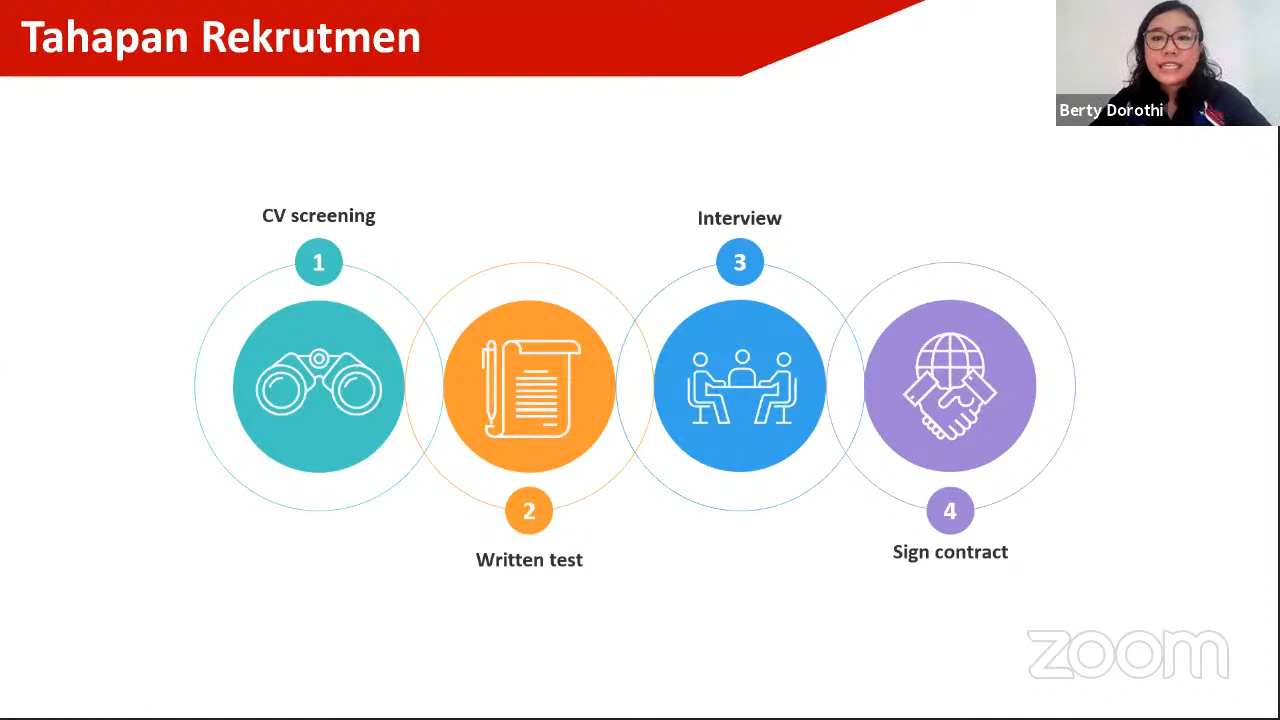 Tahapan Rekrutmen
Berty Dorothi
CV screening
1
2
Written test
Interview
3
4
Sign contract
zoom